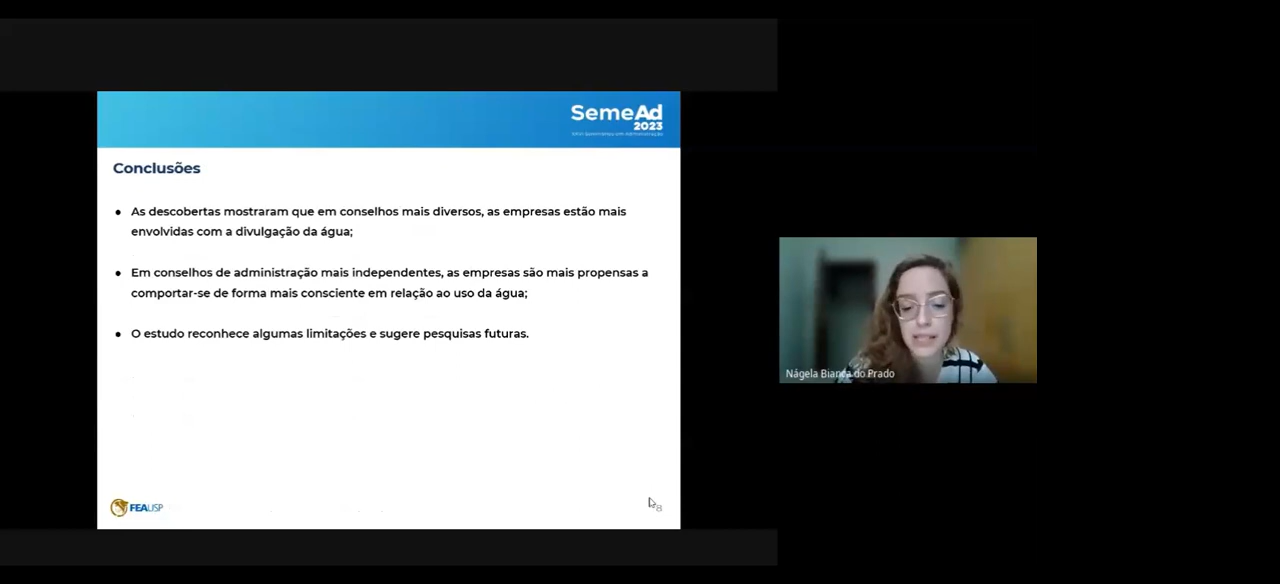 SemeAd
2023
Conclusões
● As descobertas mostraram que em conselhos mais diversos, as empresas estão mais
envolvidas com a divulgação da água;
● Em conselhos de administração mais independentes, as empresas são mais propensas a
comportar-se de forma mais consciente em relação ao uso da água;
● O estudo reconhece algumas limitações e sugere pesquisas futuras.
Nágela Bianca do Prado
FEAUSP
8